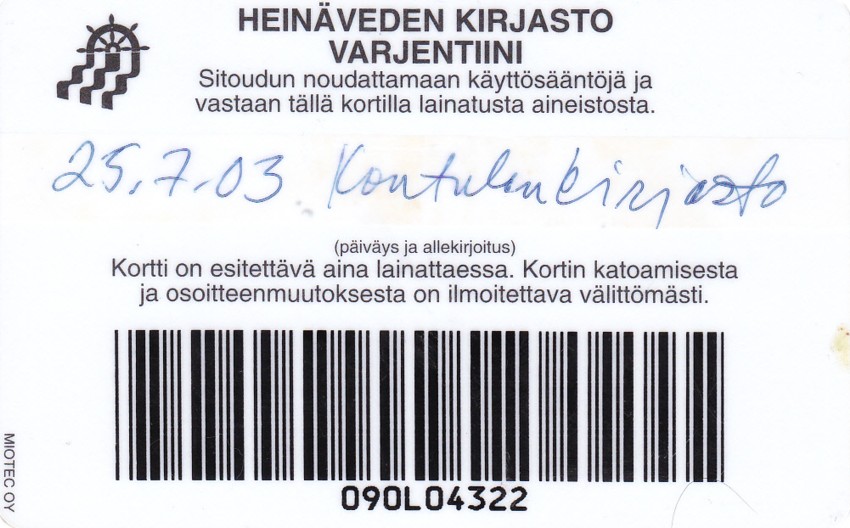 HEINÄVEDEN KIRJASTO
VARJENTIINI
Sitoudun noudattamaan käyttösääntöjä ja
vastaan tällä kortilla lainatusta aineistosta.
25.7.03 Kontulan kirjasto
(päiväys ja allekirjoitus)
Kortti on esitettävä aina lainattaessa. Kortin katoamisesta
ja osoitteenmuutoksesta on ilmoitettava välittömästi.
090L04322
MIOTEC OY